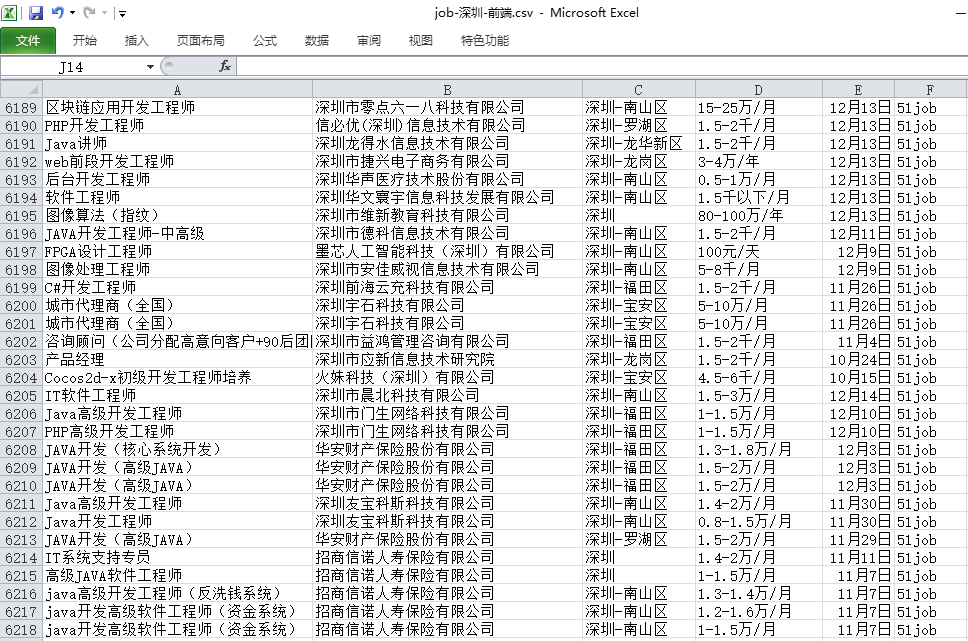 job-深圳-前端.csv - Microsoft Excel
文件 开始 插入 页面布局 公式 数据 审阅 视图 特色功能
J14 fx
A B C D E F
6189 区块链应用开发工程师 深圳市零点六一八科技有限公司 深圳-南山区 15-25万/月 12月13日 51job
6190 PHP开发工程师 信必优(深圳)信息技术有限公司 深圳-罗湖区 1.5-2千/月 12月13日 51job
6191 Java讲师 深圳龙得水信息技术有限公司 深圳-龙华新区 1.5-2千/月 12月13日 51job
6192 web前段开发工程师 深圳市捷兴电子商务有限公司 深圳-龙岗区 3-4万/年 12月13日 51job
6193 后台开发工程师 深圳华声医疗技术股份有限公司 深圳-南山区 0.5-1万/月 12月13日 51job
6194 软件工程师 深圳华文寰宇信息科技发展有限公司 深圳-南山区 1.5千以下/月 12月13日 51job
6195 图像算法（指纹） 深圳市维新教育科技有限公司 深圳 80-100万/年 12月13日 51job
6196 JAVA开发工程师-中高级 深圳市德科信息技术有限公司 深圳-南山区 1.5-2千/月 12月11日 51job
6197 FPGA设计工程师 墨芯人工智能科技（深圳）有限公司 深圳-南山区 100元/天 12月9日 51job
6198 图像处理工程师 深圳市安佳威视信息技术有限公司 深圳-南山区 5-8千/月 12月9日 51job
6199 C#开发工程师 深圳前海云充科技有限公司 深圳-福田区 1.5-2千/月 11月26日 51job
6200 城市代理商（全国） 深圳宇石科技有限公司 深圳-宝安区 5-10万/月 11月26日 51job
6201 城市代理商（全国） 深圳宇石科技有限公司 深圳-宝安区 5-10万/月 11月26日 51job
6202 咨询顾问（公司分配高意向客户+90后团 深圳市益鸿管理咨询有限公司 深圳-福田区 1.5-2千/月 11月4日 51job
6203 产品经理 深圳市应新信息技术研究院 深圳-龙岗区 1.5-2千/月 10月24日 51job
6204 Cocos2d-x初级开发工程师培养 火妹科技（深圳）有限公司 深圳-宝安区 4.5-6千/月 10月15日 51job
6205 IT软件工程师 深圳市晨北科技有限公司 深圳-南山区 1.5-3万/月 12月14日 51job
6206 Java高级开发工程师 深圳市门生网络科技有限公司 深圳-福田区 1-1.5万/月 12月10日 51job
6207 PHP高级开发工程师 深圳市门生网络科技有限公司 深圳-福田区 1-1.5万/月 12月10日 51job
6208 JAVA开发（核心系统开发） 华安财产保险股份有限公司 深圳-福田区 1.3-1.8万/月 12月3日 51job
6209 JAVA开发（高级JAVA） 华安财产保险股份有限公司 深圳-福田区 1.5-2万/月 12月3日 51job
6210 JAVA开发（高级JAVA） 华安财产保险股份有限公司 深圳-福田区 1.5-2万/月 12月3日 51job
6211 Java高级开发工程师 深圳友宝科斯科技有限公司 深圳-南山区 1.4-2万/月 11月30日 51job
6212 Java开发工程师 深圳友宝科斯科技有限公司 深圳-南山区 0.8-1.5万/月 11月30日 51job
6213 JAVA开发（高级JAVA） 华安财产保险股份有限公司 深圳-罗湖区 1.5-2万/月 11月29日 51job
6214 IT系统支持专员 招商信诺人寿保险有限公司 深圳 1.4-2万/月 11月11日 51job
6215 高级JAVA软件工程师 招商信诺人寿保险有限公司 深圳 1-1.5万/月 11月7日 51job
6216 java高级开发工程师（反洗钱系统） 招商信诺人寿保险有限公司 深圳-南山区 1.3-1.4万/月 11月7日 51job
6217 java开发高级软件工程师（资金系统） 招商信诺人寿保险有限公司 深圳-南山区 1.2-1.6万/月 11月7日 51job
6218 java开发高级软件工程师（资金系统） 招商信诺人寿保险有限公司 深圳-南山区 1-1.5万/月 11月7日 51job